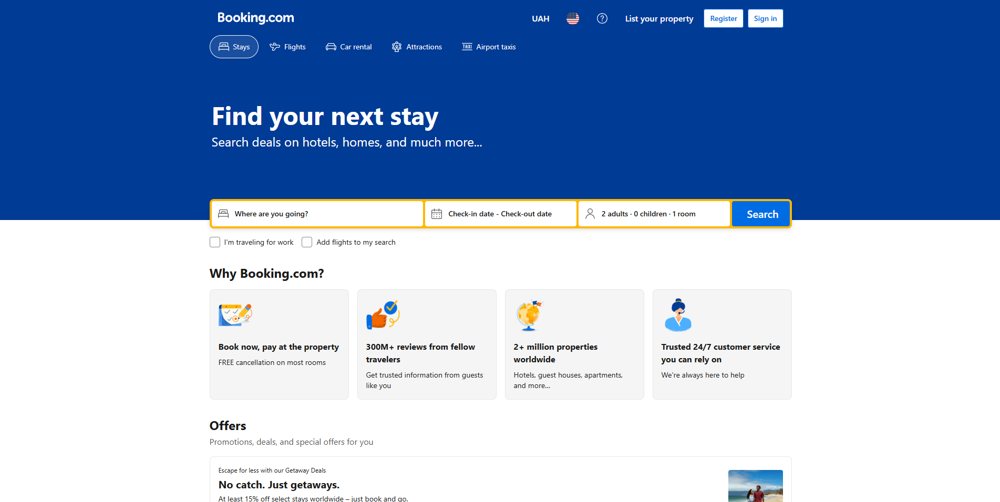 Booking.com
UAH
List your property
Register
Sign in
Stays
Flights
Car rental
Attractions
TAXI
Airport taxis
Find your next stay
Search deals on hotels, homes, and much more...
Where are you going?
Check-in date - Check-out date
2 adults · 0 children · 1 room
Search
I'm traveling for work
Add flights to my search
Why Booking.com?
Book now, pay at the property
FREE cancellation on most rooms
300M+ reviews from fellow
travelers
Get trusted information from guests
like you
2+ million properties
worldwide
Hotels, guest houses, apartments,
and more...
Trusted 24/7 customer service
you can rely on
We're always here to help
Offers
Promotions, deals, and special offers for you
Escape for less with our Getaway Deals
No catch. Just getaways.
At least 15% off select stays worldwide – just book and go.